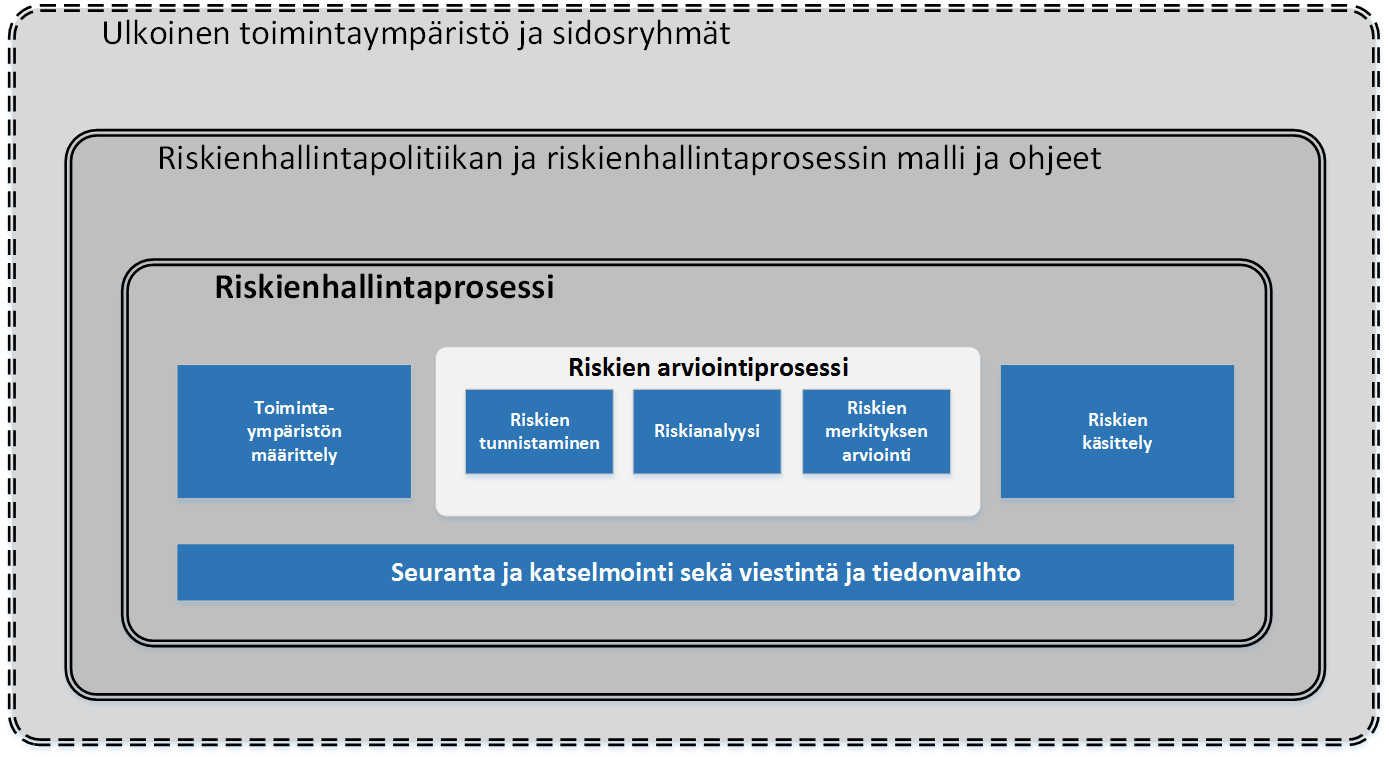 Ulkoinen toimintaympäristö ja sidosryhmät
Riskienhallintapolitiikan ja riskienhallintaprosessin malli ja ohjeet
Riskienhallintaprosessi
Toiminta-
ympäristön
määrittely
Riskien arviointiprosessi
Riskien
tunnistaminen
Riskianalyysi
Riskien
merkityksen
arviointi
Riskien
käsittely
Seuranta ja katselmointi sekä viestintä ja tiedonvaihto